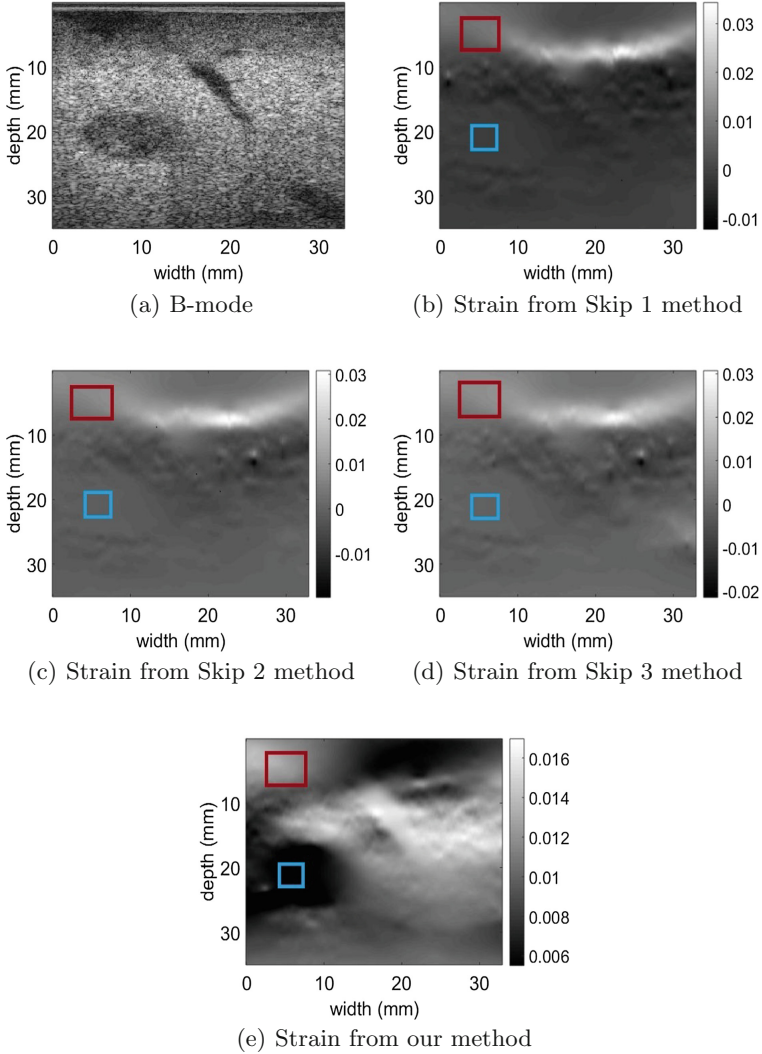 10
20
30
depth (mm)
0 10 20 30
width (mm)
(a) B-mode
10
20
30
depth (mm)
0 10 20 30
width (mm)
0.03
0.02
0.01
0
-0.01
(b) Strain from Skip 1 method
10
20
30
depth (mm)
0 10 20 30
width (mm)
0.03
0.02
0.01
0
-0.01
(c) Strain from Skip 2 method
10
20
30
depth (mm)
0 10 20 30
width (mm)
0.03
0.02
0.01
0
-0.01
-0.02
(d) Strain from Skip 3 method
10
20
30
depth (mm)
0 10 20 30
width (mm)
0.016
0.014
0.012
0.01
0.008
0.006
(e) Strain from our method